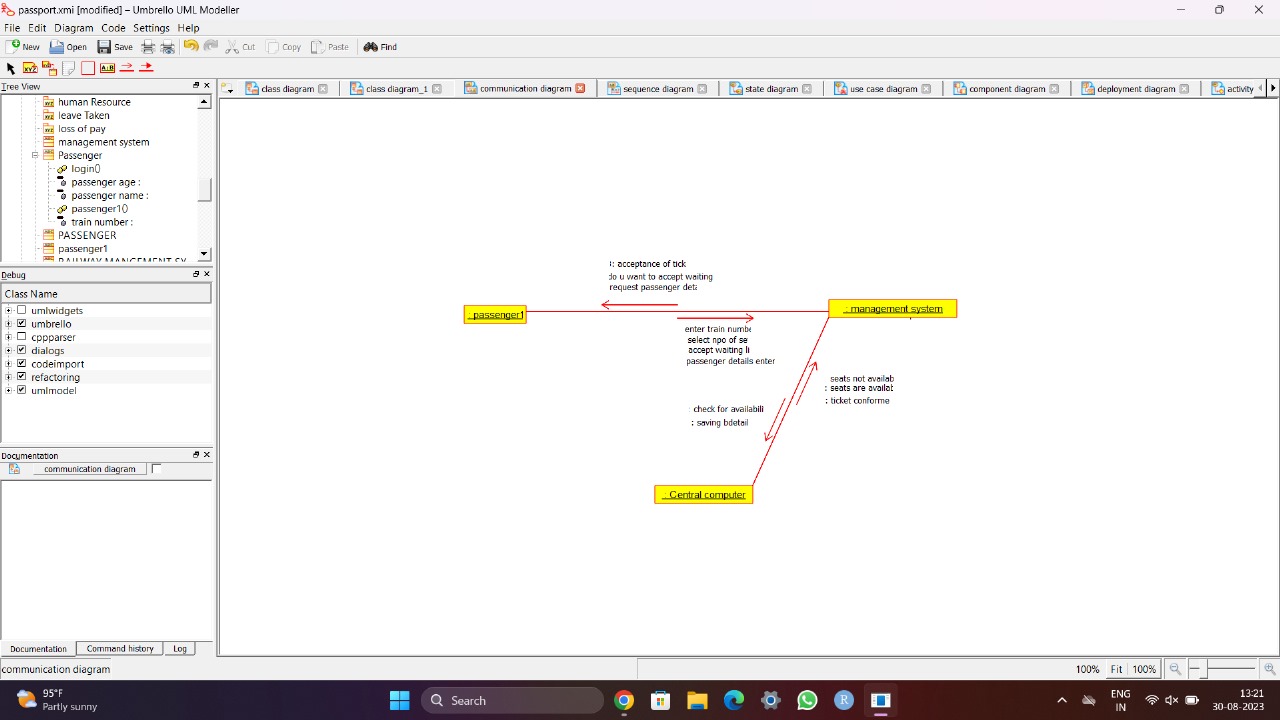 passport.xmi [modified] – Umbrello UML Modeller
File Edit Diagram Code Settings Help
New Open Save Cut Copy Paste Find
Tree View
class diagram class diagram_1 communication diagram sequence diagram state diagram use case diagram component diagram deployment diagram activity
human Resource
leave Taken
loss of pay
management system
Passenger
login()
passenger age :
passenger name :
passenger1()
train number :
PASSENGER
passenger1
RAILWAY MANGEMENT SY
Debug
Class Name
umlwidgets
umbrello
cppparser
dialogs
codeimport
refactoring
umlmodel
Documentation
communication diagram
Documentation Command history Log
: acceptance of tick
do u want to accept waiting
request passenger deta
: passenger1
: management system
enter train numbe
select npo of se
accept waiting li
passenger details enter
seats not availab
: seats are availat
: ticket conforme
: check for availabili
: saving bdetail
: Central computer
communication diagram
100% Fit 100%
95°F
Partly sunny
Search
ENG
IN
13:21
30-08-2023